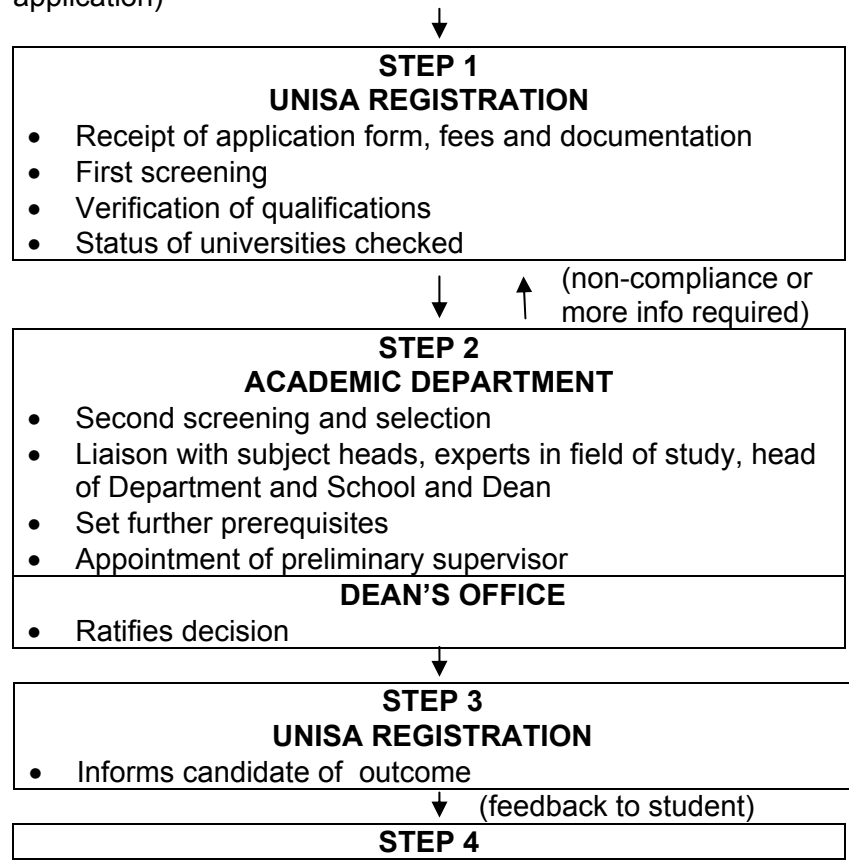 application)
STEP 1
UNISA REGISTRATION
• Receipt of application form, fees and documentation
• First screening
• Verification of qualifications
• Status of universities checked
(non-compliance or
more info required)
STEP 2
ACADEMIC DEPARTMENT
• Second screening and selection
• Liaison with subject heads, experts in field of study, head
of Department and School and Dean
• Set further prerequisites
• Appointment of preliminary supervisor
DEAN’S OFFICE
• Ratifies decision
STEP 3
UNISA REGISTRATION
• Informs candidate of outcome
(feedback to student)
STEP 4